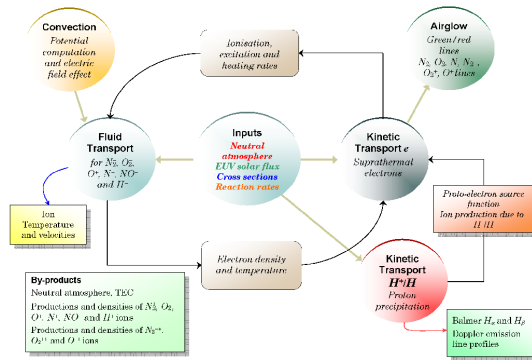 Convection
Potential
computation
and electric
field effect
Ionisation,
excitation and
heating rates
Airglow
Green/red
lines
N₂, O₂, N, N₂,
O₂⁺, O⁺lines
Fluid
Transport
for N₂, O₂,
O⁺, N⁺, NO⁺
and H⁺
Inputs
Neutral
atmosphere
EUV solar flux
Cross sections
Reaction rates
Kinetic
Transport e
Suprathermal
electrons
Ion
Temperature
and velocities
Electron density
and temperature
Proto-electron source
function
Ion production due to
H /H
Kinetic
Transport
H⁺/H
Proton
precipitation
By-products
Neutral atmosphere, TEC
Productions and densities of N₂, O₂,
O⁺, N⁺, NO and H⁺ ions
Productions and densities of N₂⁺⁺,
O₂⁺⁺ and O ions
Balmer Hα and Hβ
Doppler emission
line profiles